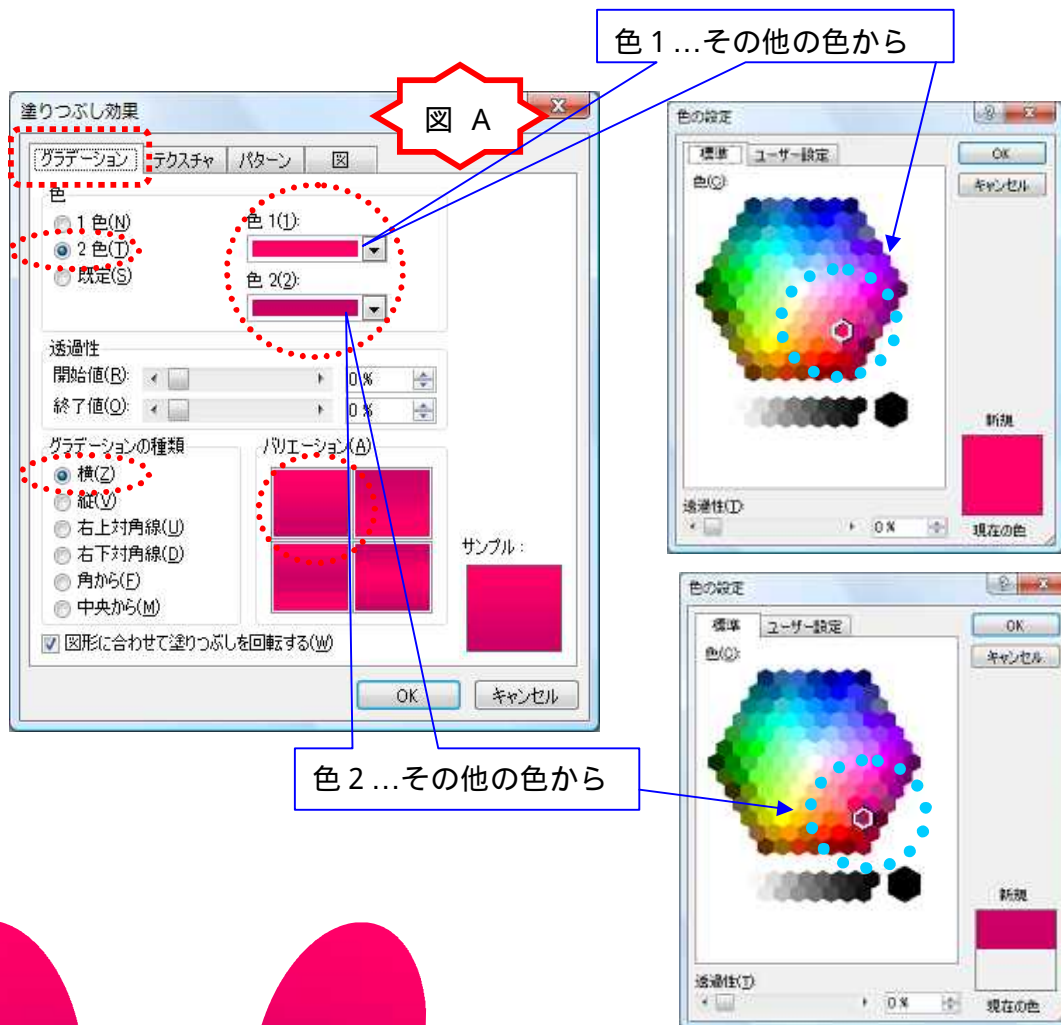 色1…その他の色から
塗りつぶし効果
図 A
グラデーション テクスチャ パターン 図
色
1 色(N)
2 色(T)
既定(S)
色 1(1):
色 2(2):
透過性
開始値(R): 0 %
終了値(O): 0 %
グラデーションの種類
横(Z)
縦(V)
右上対角線(U)
右下対角線(D)
角から(F)
中央から(M)
バリエーション(A)
サンプル:
図形に合わせて塗りつぶしを回転する(W)
OK キャンセル
色の設定
標準 ユーザー設定
色(C):
OK
キャンセル
新規
現在の色
透過性(T):
0 %
色2…その他の色から
色の設定
標準 ユーザー設定
色(C):
OK
キャンセル
新規
現在の色
透過性(T):
0 %